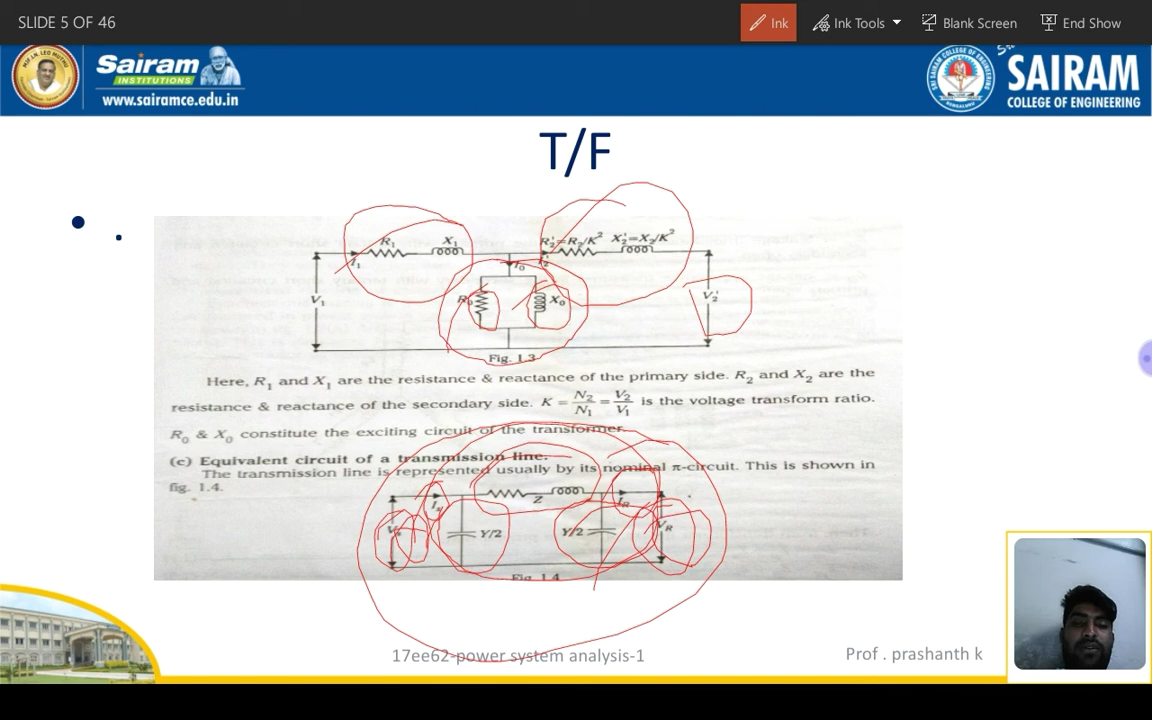 SLIDE 5 OF 46
Ink
Ink Tools
Blank Screen
End Show
Sairam
INSTITUTIONS
www.sairamce.edu.in
SAIRAM
COLLEGE OF ENGINEERING
T/F
R₁ X₁ R₂'=R₂/K² X₂'=X₂/K²
I₁ I₀ I₂'
V₁ R₀ X₀ V₂'
Fig. 1.3
Here, R₁ and X₁ are the resistance & reactance of the primary side. R₂ and X₂ are the
resistance & reactance of the secondary side. K = N₂/N₁ = V₂/V₁ is the voltage transform ratio.
R₀ & X₀ constitute the exciting circuit of the transformer.
(c) Equivalent circuit of a transmission line.
The transmission line is represented usually by its nominal π-circuit. This is shown in
fig. 1.4.
Z
Y/2 Y/2 V_R
Fig. 1.4
17ee62-power system analysis-1
Prof . prashanth k